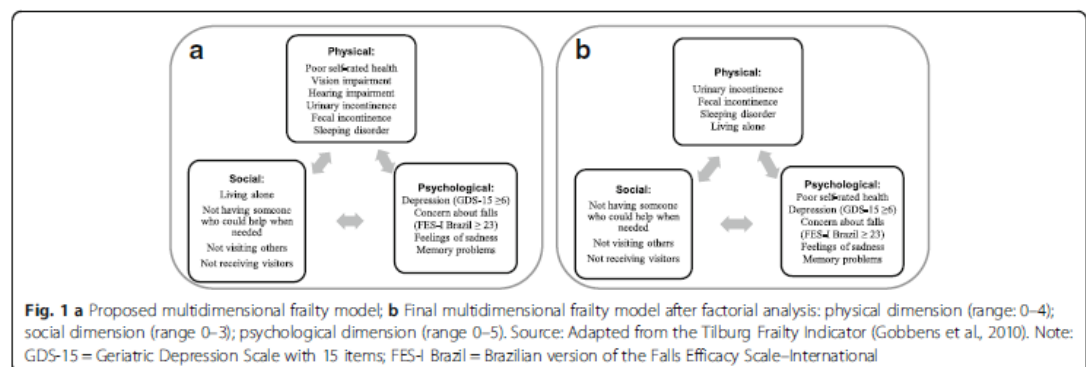 a
Physical:
Poor self-rated health
Vision impairment
Hearing impairment
Urinary incontinence
Fecal incontinence
Sleeping disorder
Social:
Living alone
Not having someone
who could help when
needed
Not visiting others
Not receiving visitors
Psychological:
Depression (GDS-15 ≥6)
Concern about falls
(FES-I Brazil ≥ 23)
Feelings of sadness
Memory problems
b
Physical:
Urinary incontinence
Fecal incontinence
Sleeping disorder
Living alone
Social:
Not having someone
who could help when
needed
Not visiting others
Not receiving visitors
Psychological:
Poor self-rated health
Depression (GDS-15 ≥6)
Concern about falls
(FES-I Brazil ≥ 23)
Feelings of sadness
Memory problems
Fig. 1 a Proposed multidimensional frailty model; b Final multidimensional frailty model after factorial analysis: physical dimension (range: 0–4);
social dimension (range 0–3); psychological dimension (range 0–5). Source: Adapted from the Tilburg Frailty Indicator (Gobbens et al., 2010). Note:
GDS-15 = Geriatric Depression Scale with 15 items; FES-I Brazil = Brazilian version of the Falls Efficacy Scale–International